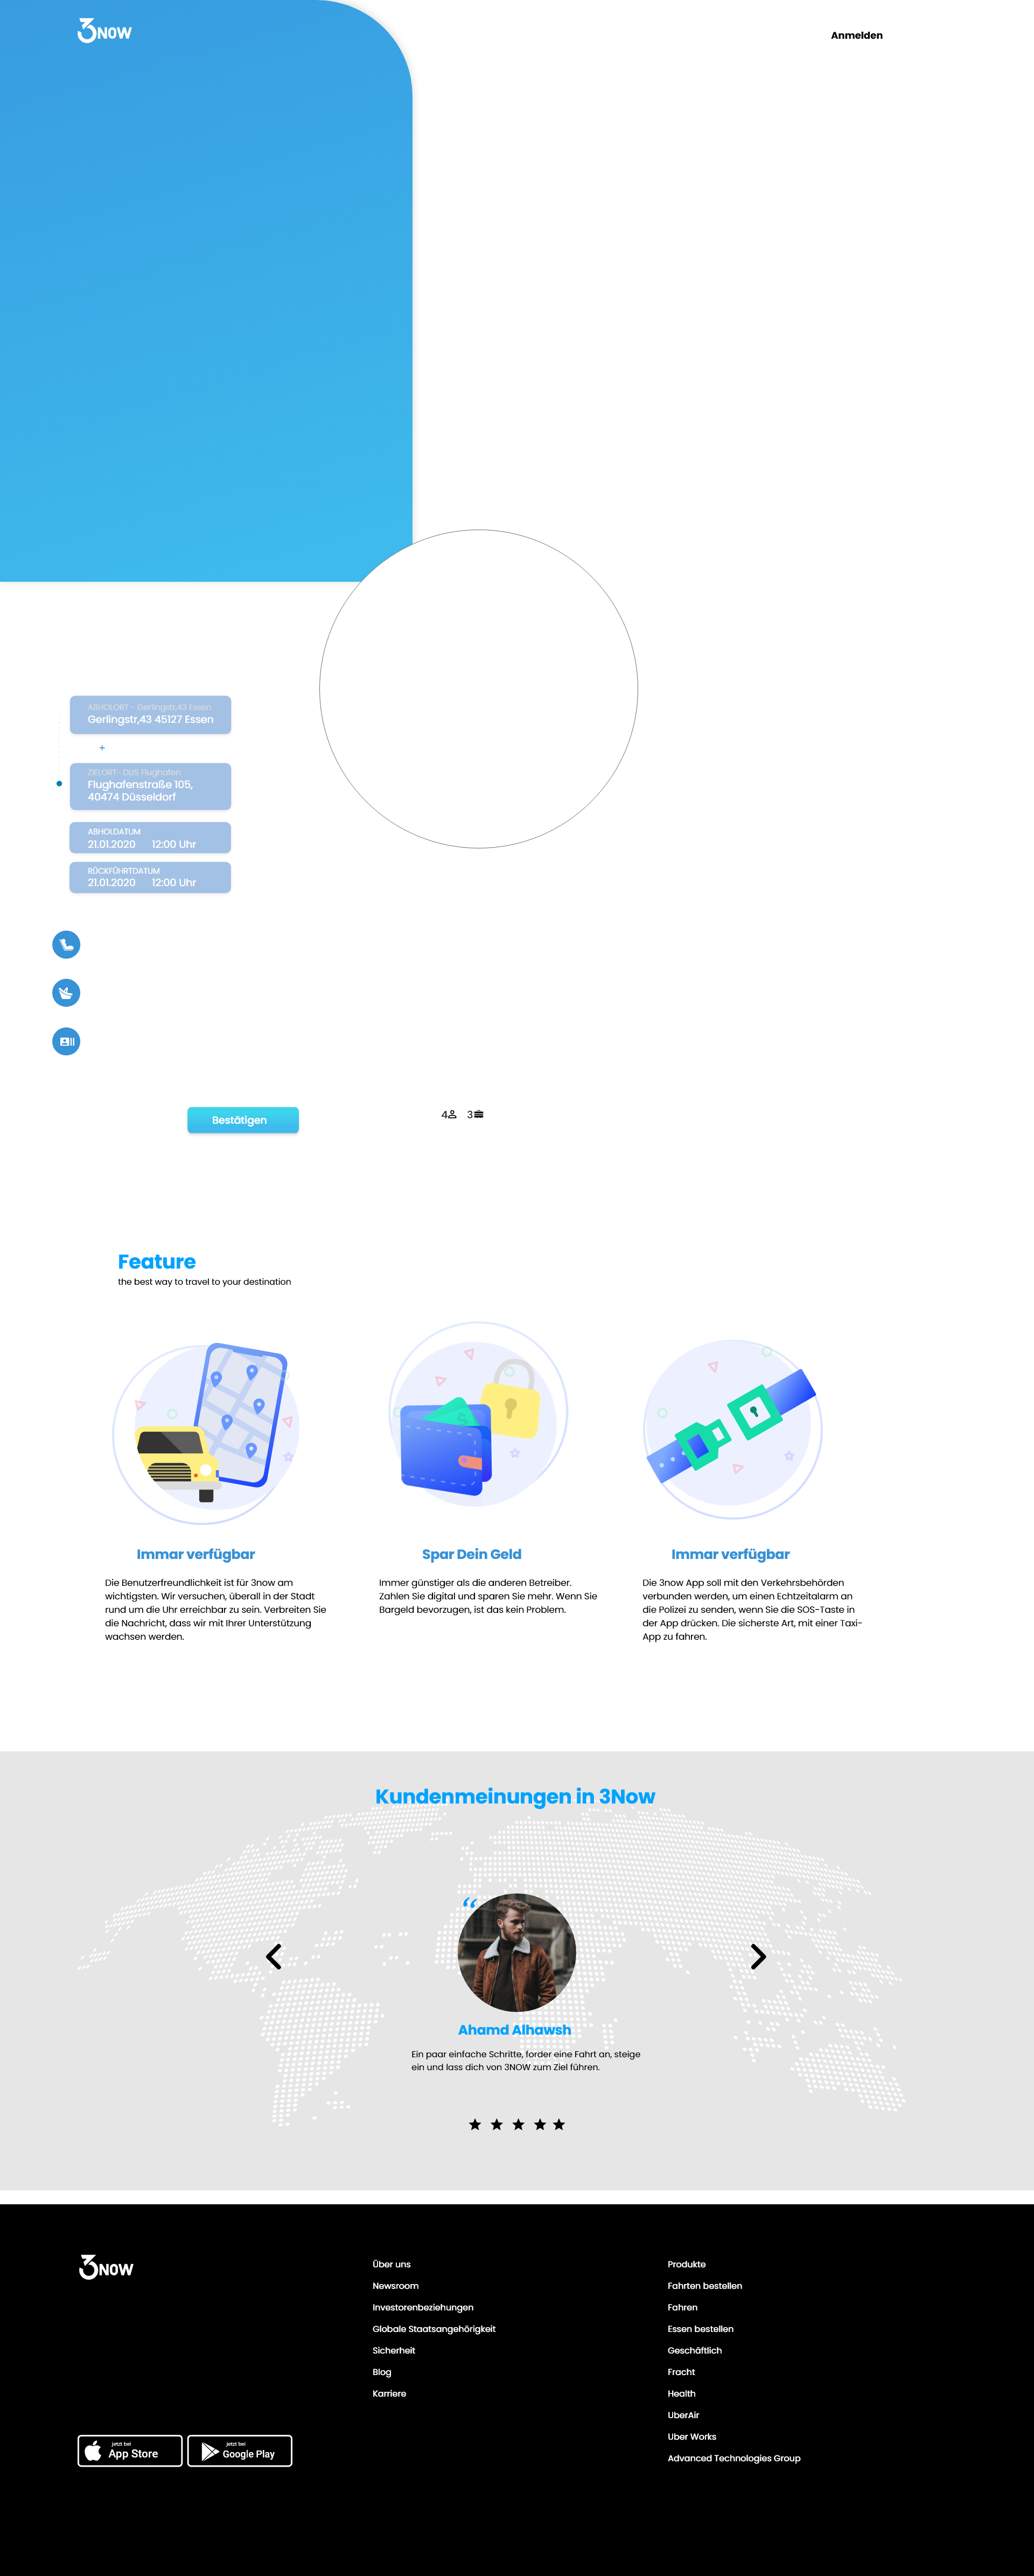 3NOW
Anmelden
ABHOLORT - Gerlingstr,43 Essen
Gerlingstr,43 45127 Essen
+
ZIELORT- DUS Flughafen
Flughafenstraße 105,
40474 Düsseldorf
ABHOLDATUM
21.01.2020 12:00 Uhr
RÜCKFÜHRTDATUM
21.01.2020 12:00 Uhr
Bestätigen
4 3
Feature
the best way to travel to your destination
Immar verfügbar
Die Benutzerfreundlichkeit ist für 3now am
wichtigsten. Wir versuchen, überall in der Stadt
rund um die Uhr erreichbar zu sein. Verbreiten Sie
die Nachricht, dass wir mit Ihrer Unterstützung
wachsen werden.
Spar Dein Geld
Immer günstiger als die anderen Betreiber.
Zahlen Sie digital und sparen Sie mehr. Wenn Sie
Bargeld bevorzugen, ist das kein Problem.
Immar verfügbar
Die 3now App soll mit den Verkehrsbehörden
verbunden werden, um einen Echtzeitalarm an
die Polizei zu senden, wenn Sie die SOS-Taste in
der App drücken. Die sicherste Art, mit einer Taxi-
App zu fahren.
Kundenmeinungen in 3Now
“
Ahamd Alhawsh
Ein paar einfache Schritte, forder eine Fahrt an, steige
ein und lass dich von 3NOW zum Ziel führen.
3NOW
Über uns
Newsroom
Investorenbeziehungen
Globale Staatsangehörigkeit
Sicherheit
Blog
Karriere
Produkte
Fahrten bestellen
Fahren
Essen bestellen
Geschäftlich
Fracht
Health
UberAir
Uber Works
Advanced Technologies Group
jetzt bei
App Store
jetzt bei
Google Play